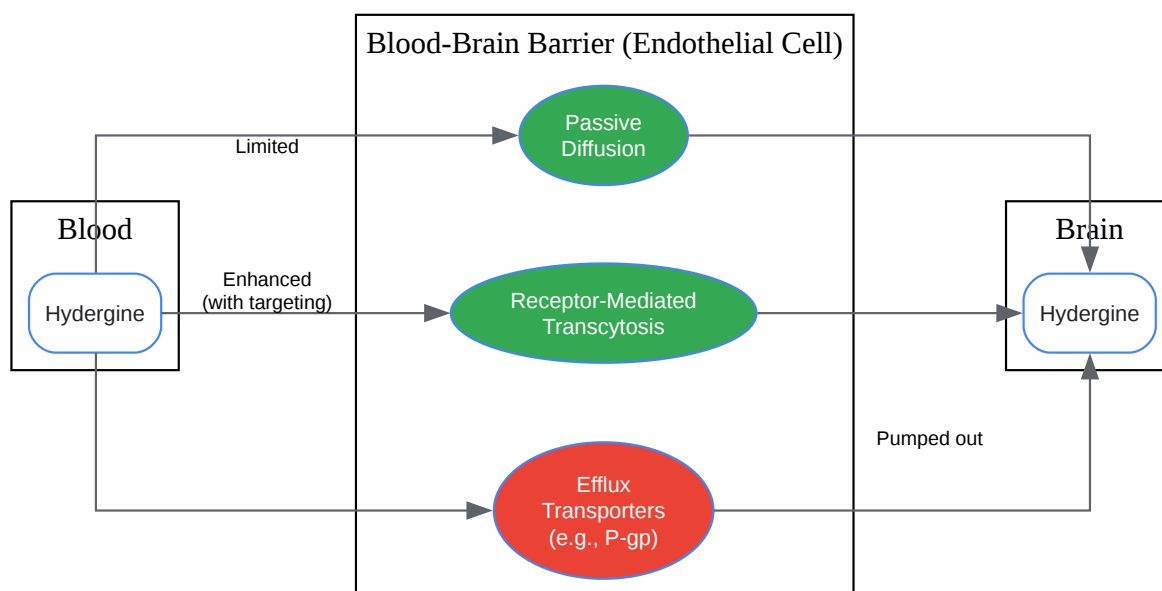 Blood-Brain Barrier (Endothelial Cell)
Passive
Diffusion
Limited
Blood
Brain
Hydergine
Enhanced
(with targeting)
Receptor-Mediated
Transcytosis
Hydergine
Pumped out
Efflux
Transporters
(e.g., P-gp)